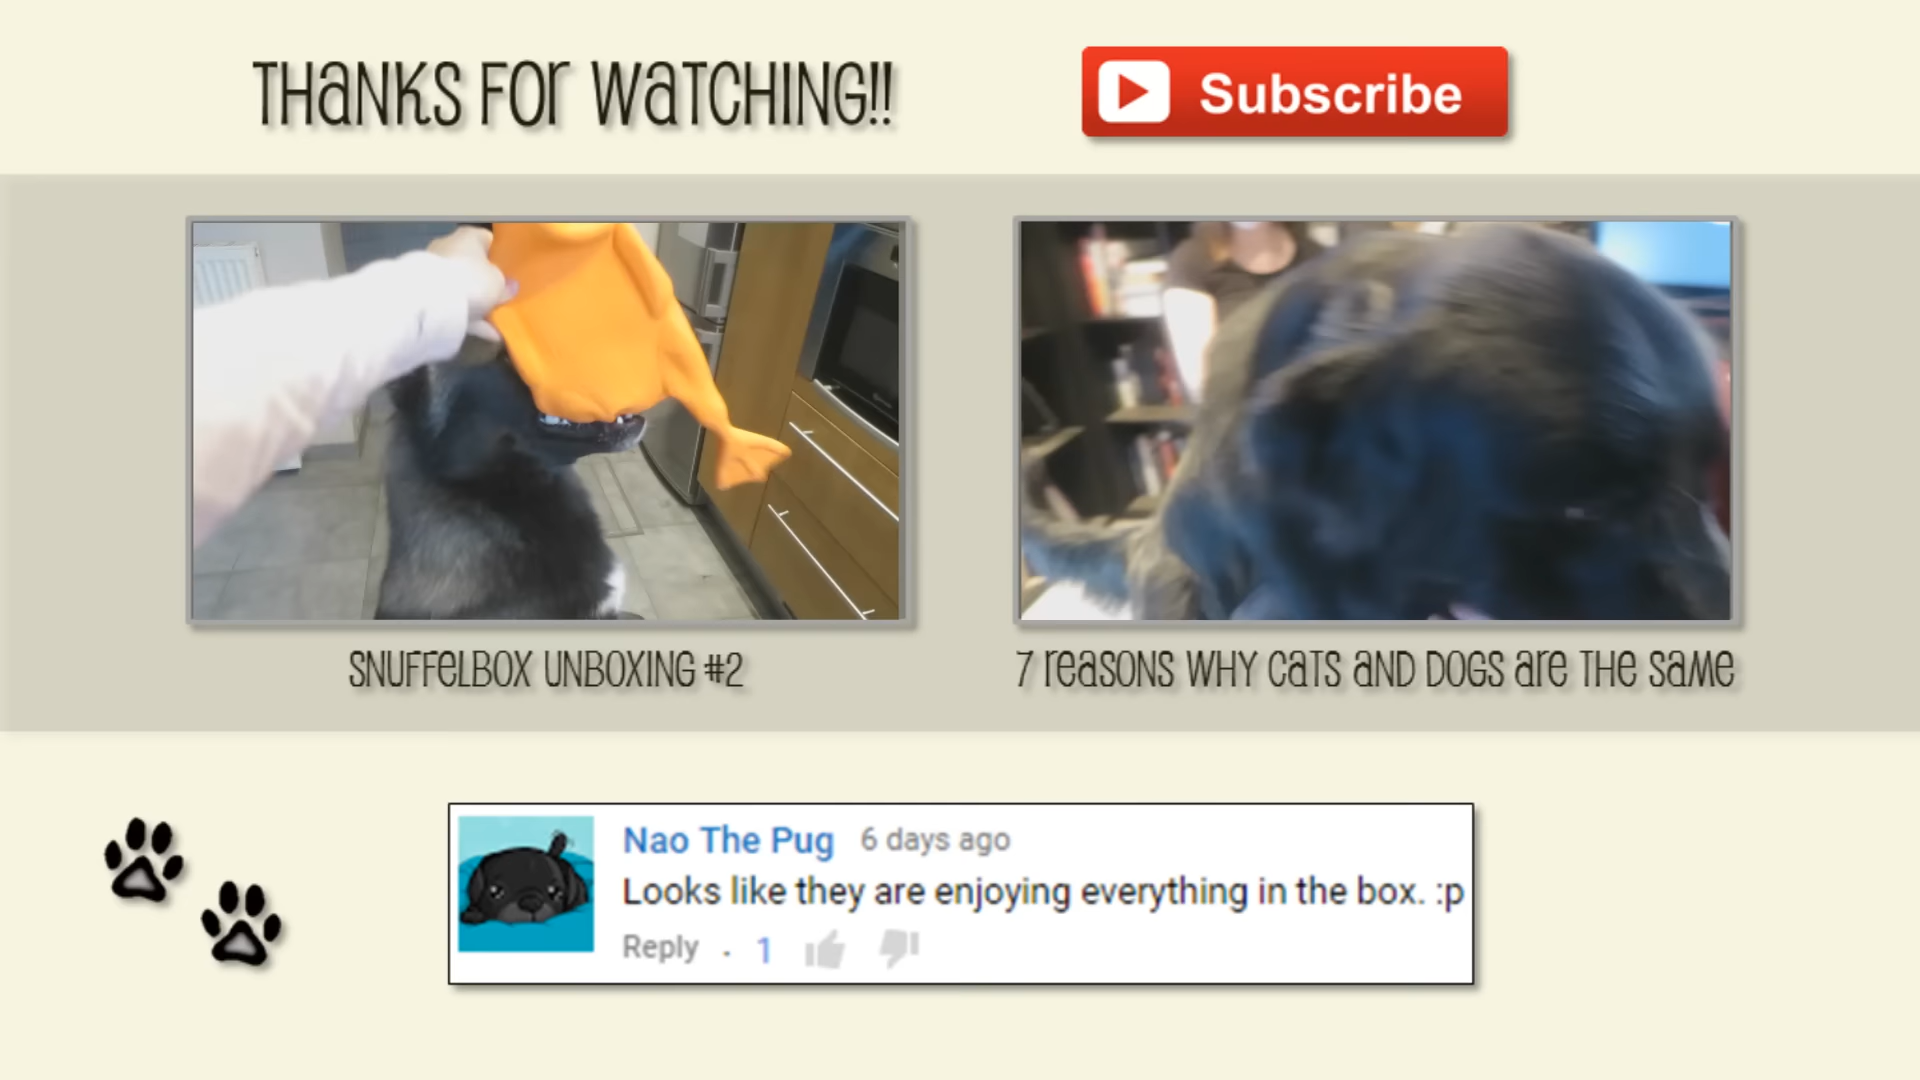 THANKS FOR WATCHING!!
Subscribe
SNUFFELBOX UNBOXING #2
7 REASONS WHY CATS AND DOGS ARE THE SAME
Nao The Pug 6 days ago
Looks like they are enjoying everything in the box. :p
Reply · 1